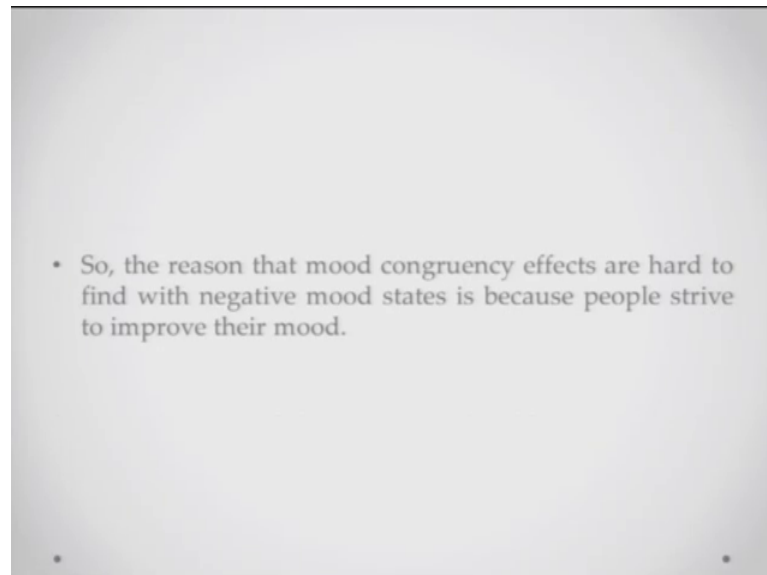 • So, the reason that mood congruency effects are hard to
find with negative mood states is because people strive
to improve their mood.